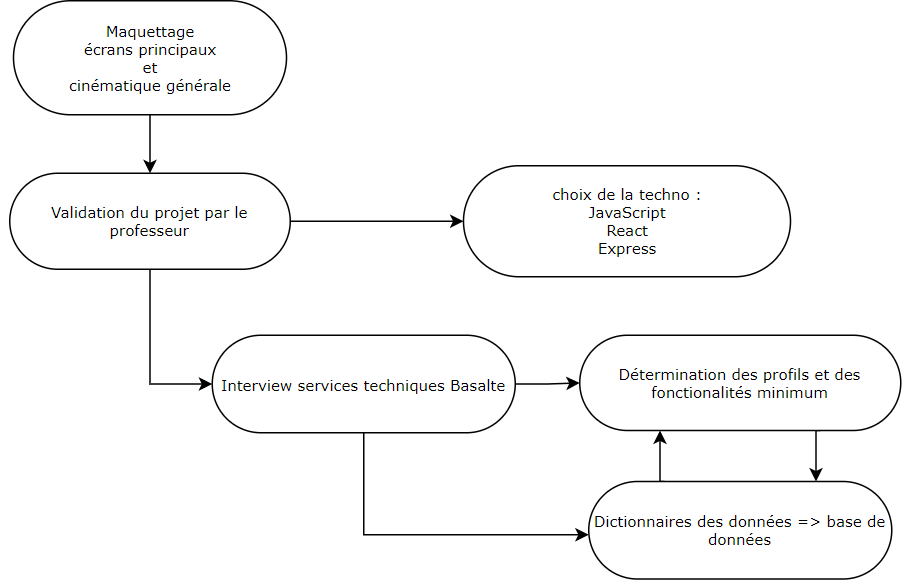 Maquettage
écrans principaux
et
cinématique générale
Validation du projet par le
professeur
choix de la techno :
JavaScript
React
Express
Interview services techniques Basalte
Détermination des profils et des
fonctionalités minimum
Dictionnaires des données => base de
données